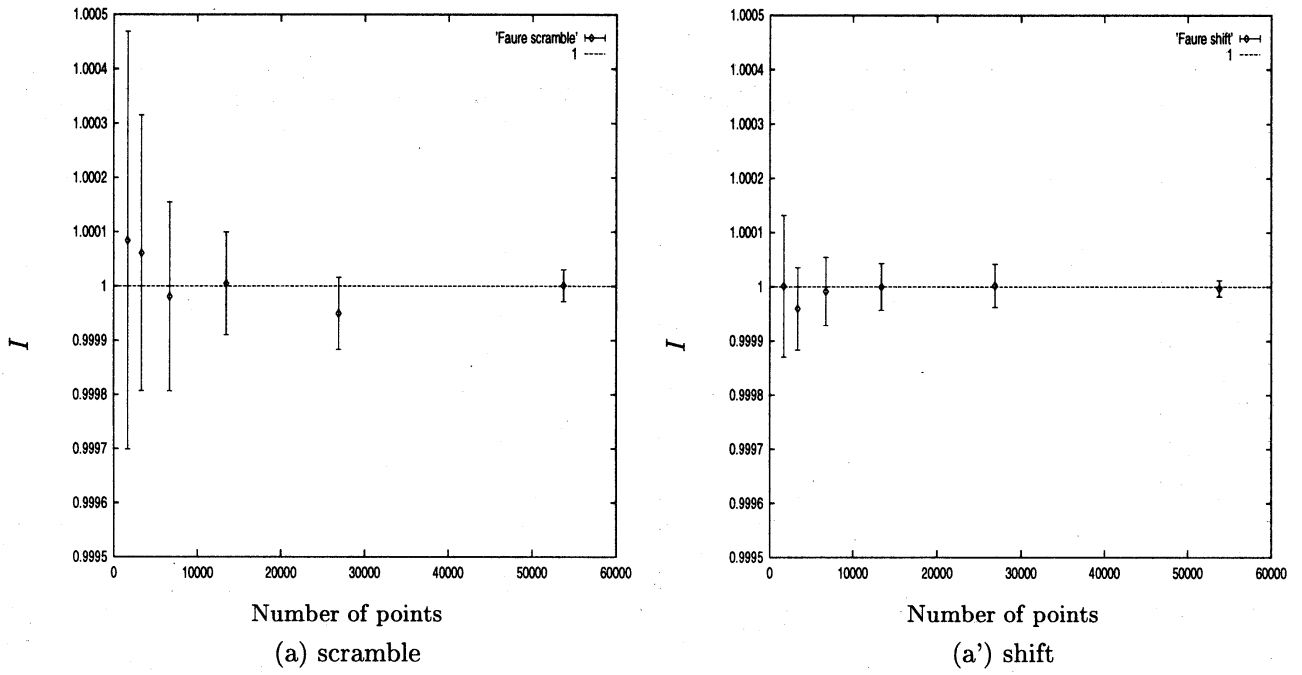 1.0005
1.0004
1.0003
1.0002
1.0001
1
0.9999
0.9998
0.9997
0.9996
0.9995
I
'Faure scramble'
1
0 10000 20000 30000 40000 50000 60000
Number of points
(a) scramble
1.0005
1.0004
1.0003
1.0002
1.0001
1
0.9999
0.9998
0.9997
0.9996
0.9995
I
'Faure shift'
1
0 10000 20000 30000 40000 50000 60000
Number of points
(a') shift